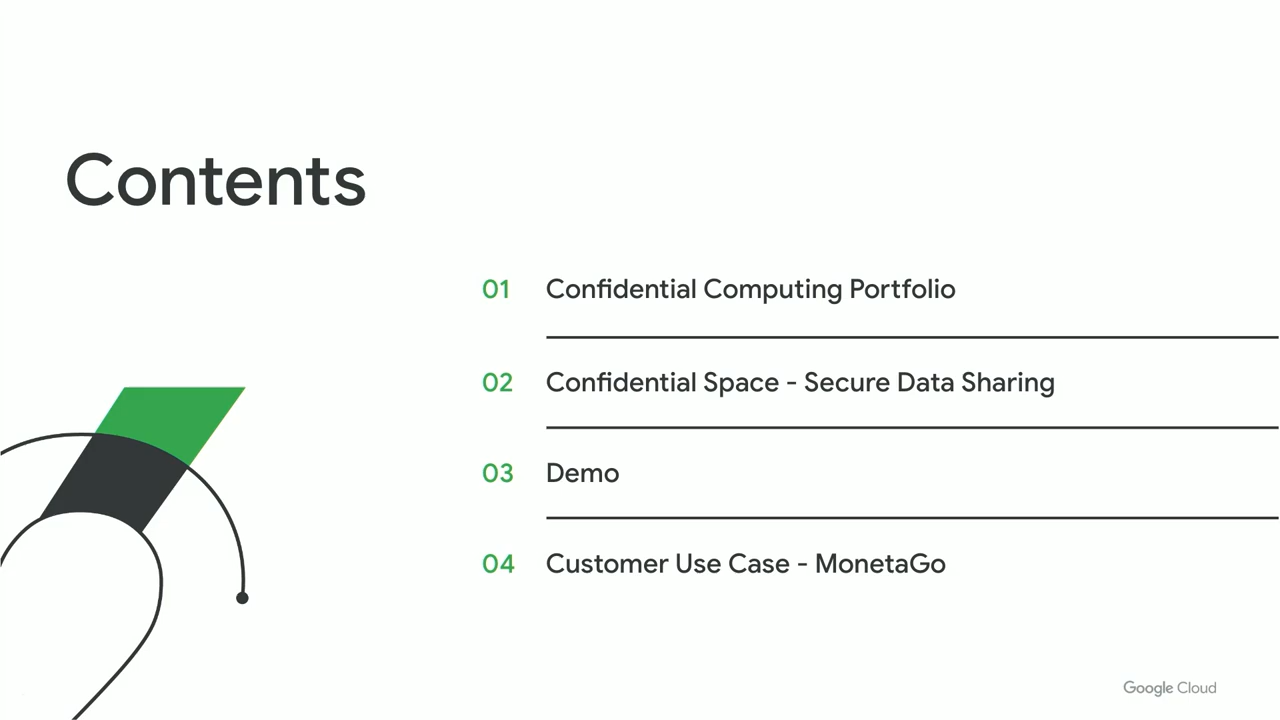 Contents
01 Confidential Computing Portfolio
02 Confidential Space - Secure Data Sharing
03 Demo
04 Customer Use Case - MonetaGo
Google Cloud